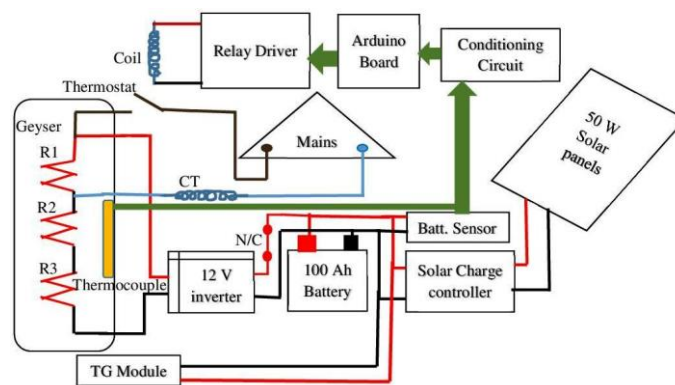 Coil
Relay Driver
Arduino
Board
Conditioning
Circuit
Thermostat
Geyser
Mains
50 W
Solar
panels
R1
CT
R2
N/C
Batt. Sensor
R3
Thermocouple
12 V
inverter
100 Ah
Battery
Solar Charge
controller
TG Module